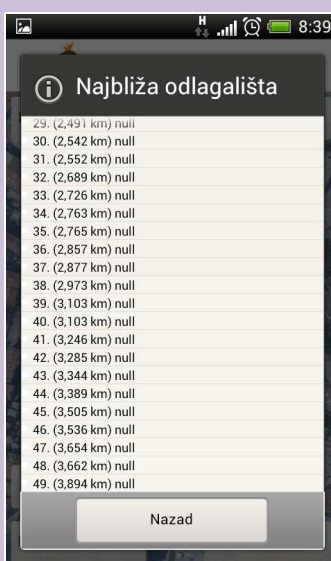 H
8:39
Najbliža odlagališta
29. (2,491 km) null
30. (2,542 km) null
31. (2,552 km) null
32. (2,689 km) null
33. (2,726 km) null
34. (2,763 km) null
35. (2,765 km) null
36. (2,857 km) null
37. (2,877 km) null
38. (2,973 km) null
39. (3,103 km) null
40. (3,103 km) null
41. (3,246 km) null
42. (3,285 km) null
43. (3,344 km) null
44. (3,389 km) null
45. (3,505 km) null
46. (3,536 km) null
47. (3,654 km) null
48. (3,662 km) null
49. (3,894 km) null
Nazad